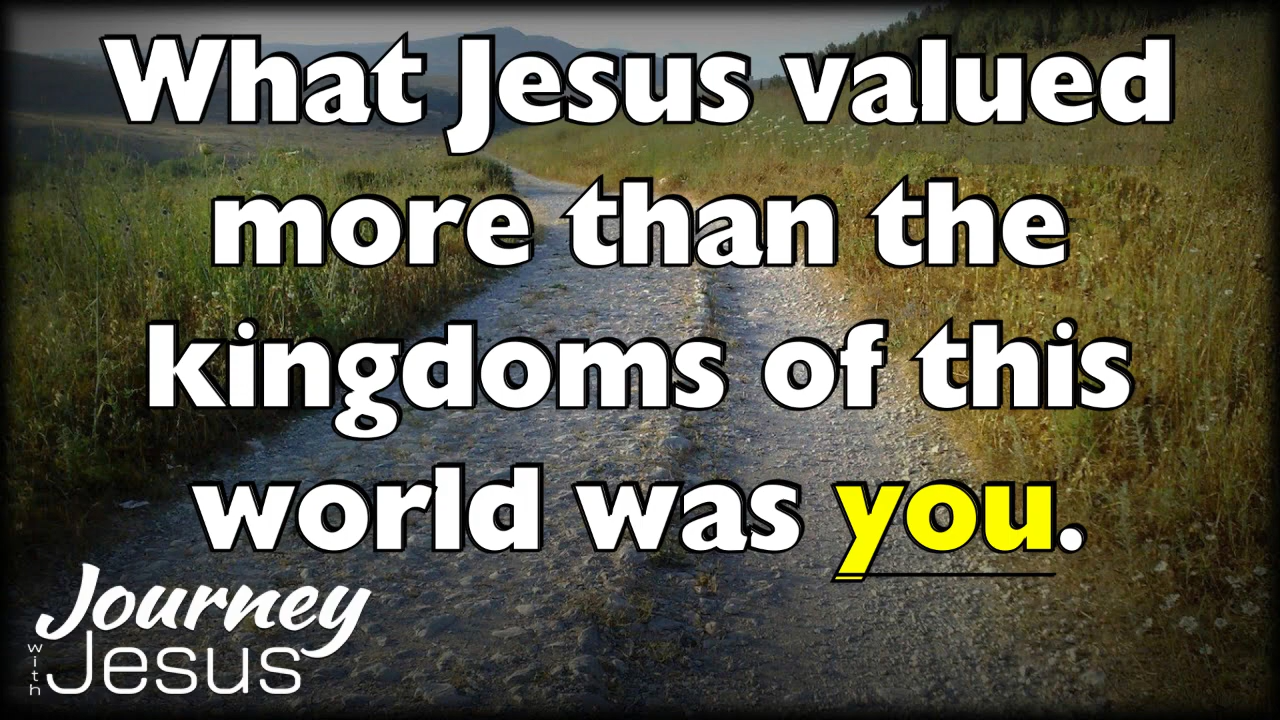 What Jesus valued
more than the
kingdoms of this
world was you.
Journey
with
Jesus